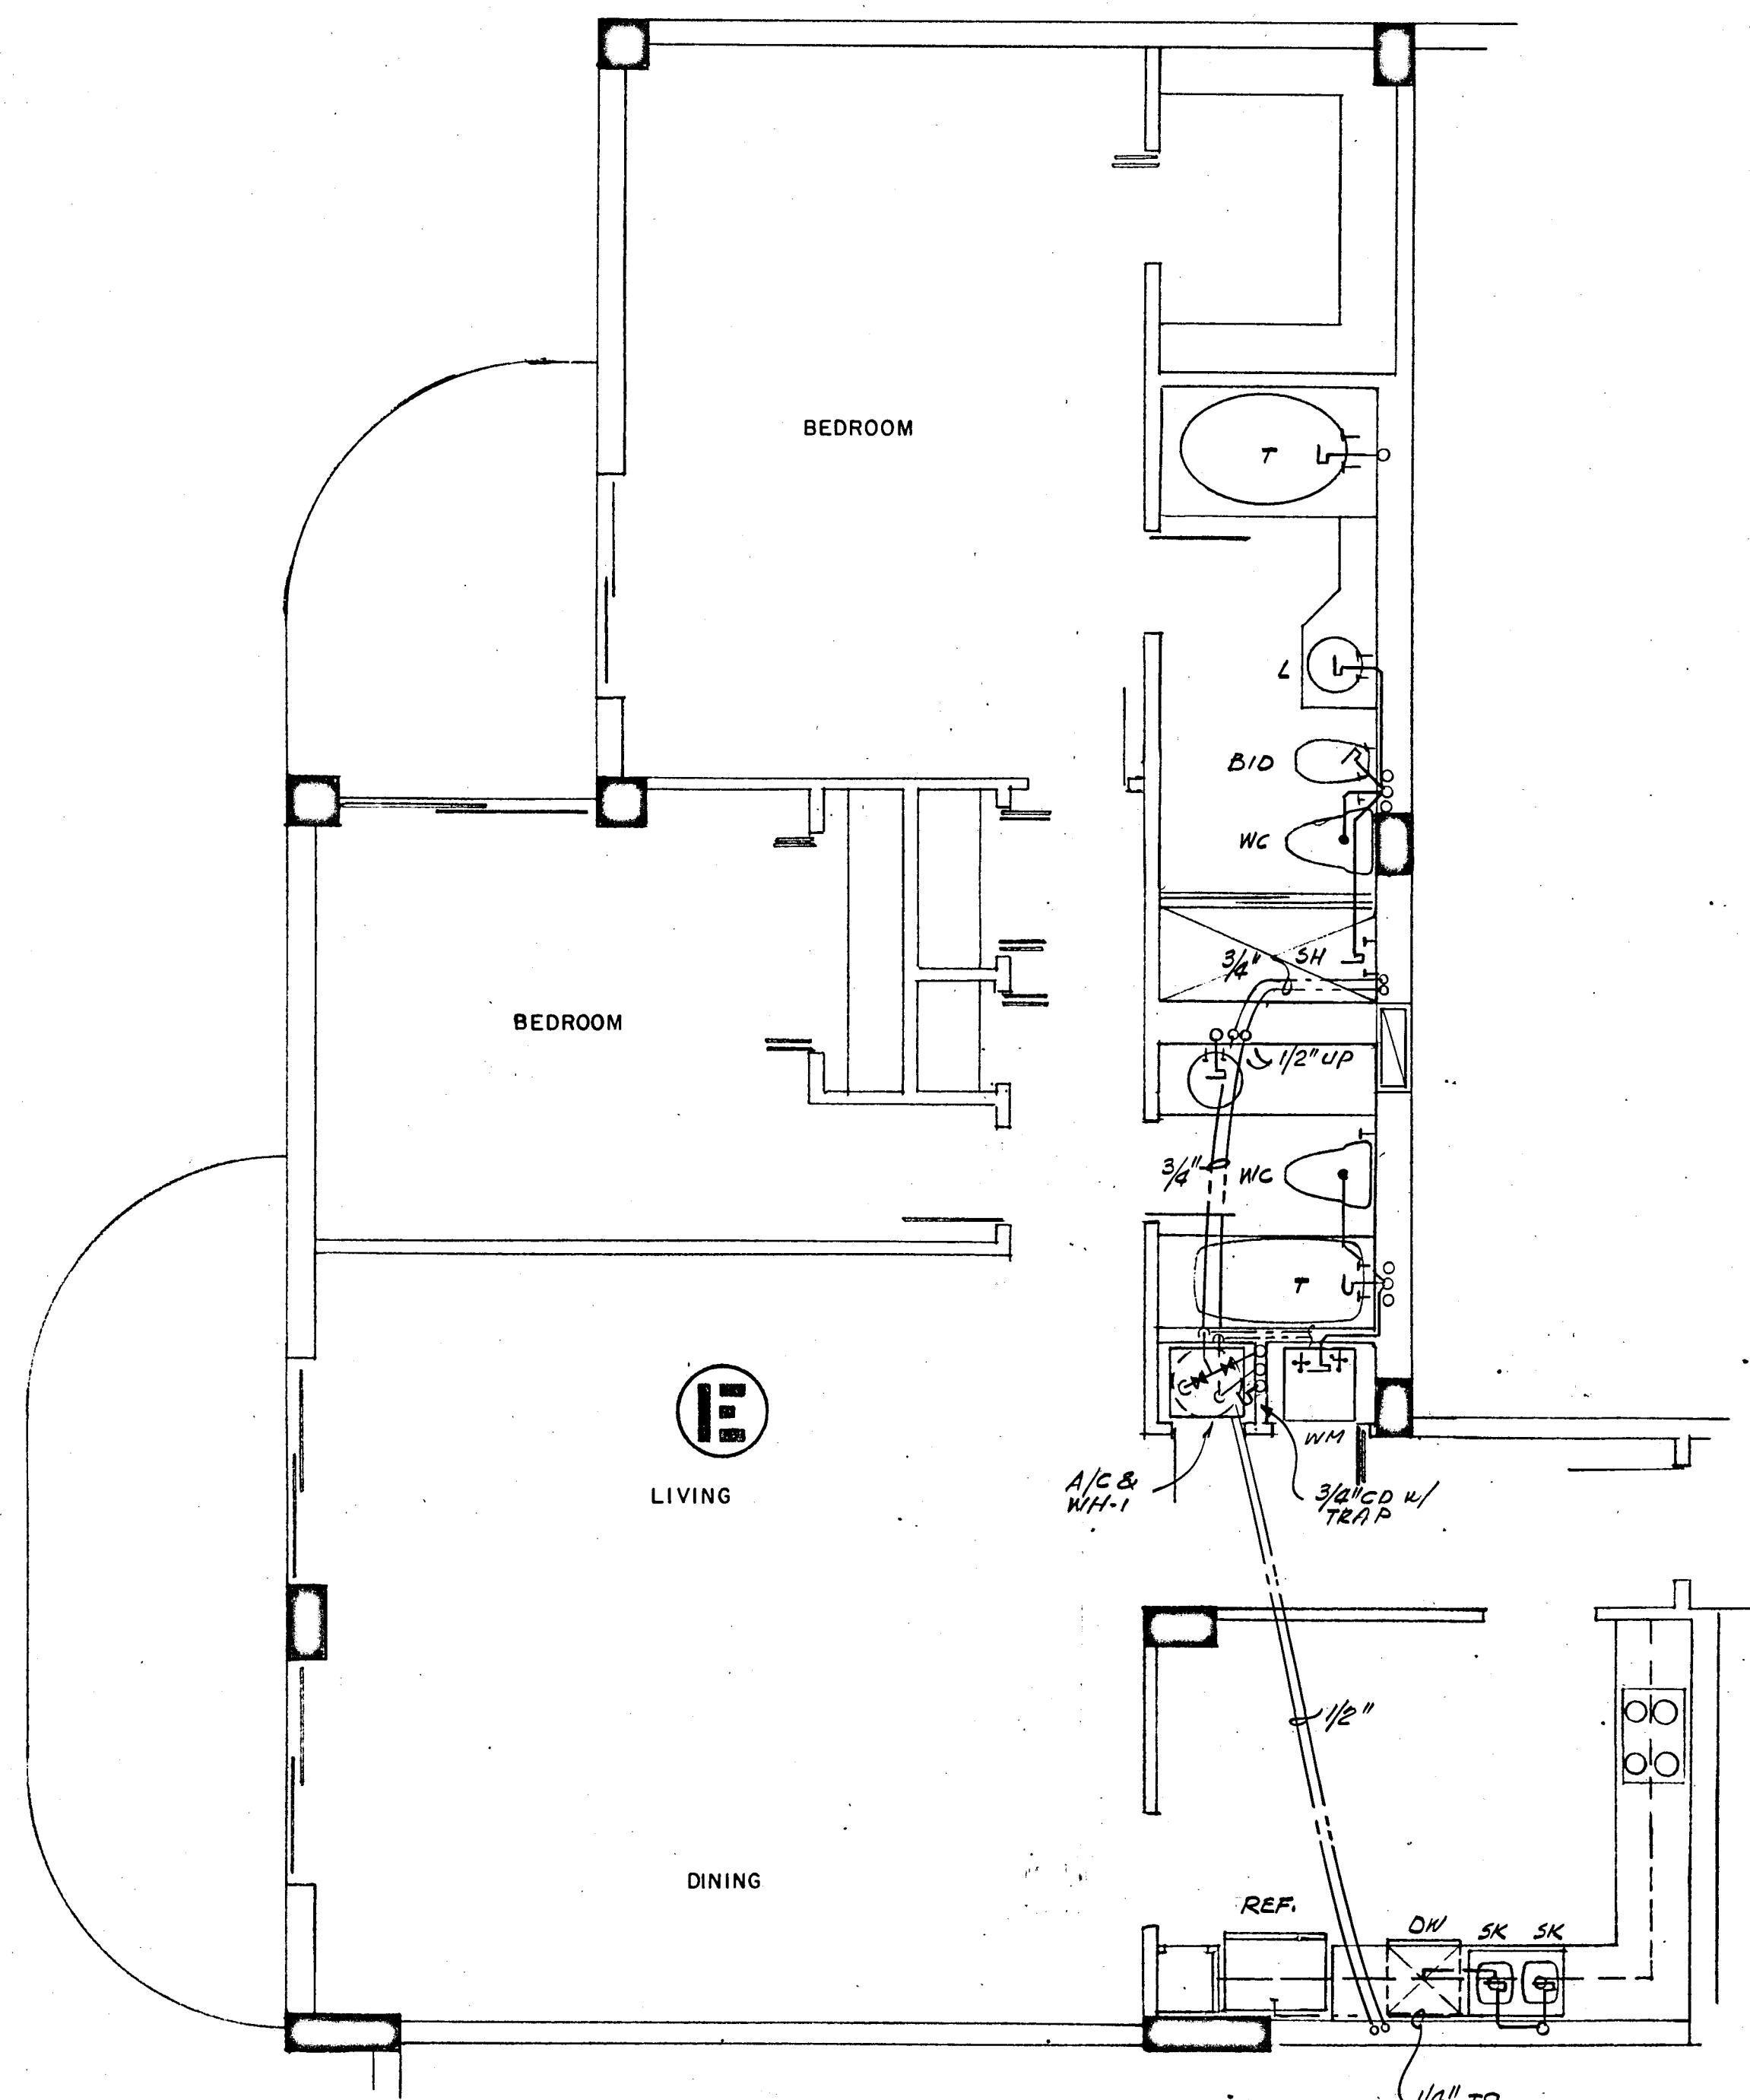 BEDROOM
T
L
BID
WC
3/4" SH
BEDROOM
1/2" UP
3/4" WC
T
E
LIVING
WM
A/C &
WH-1
3/4" CD W/
TRAP
1/2"
DINING
REF.
DW SK SK